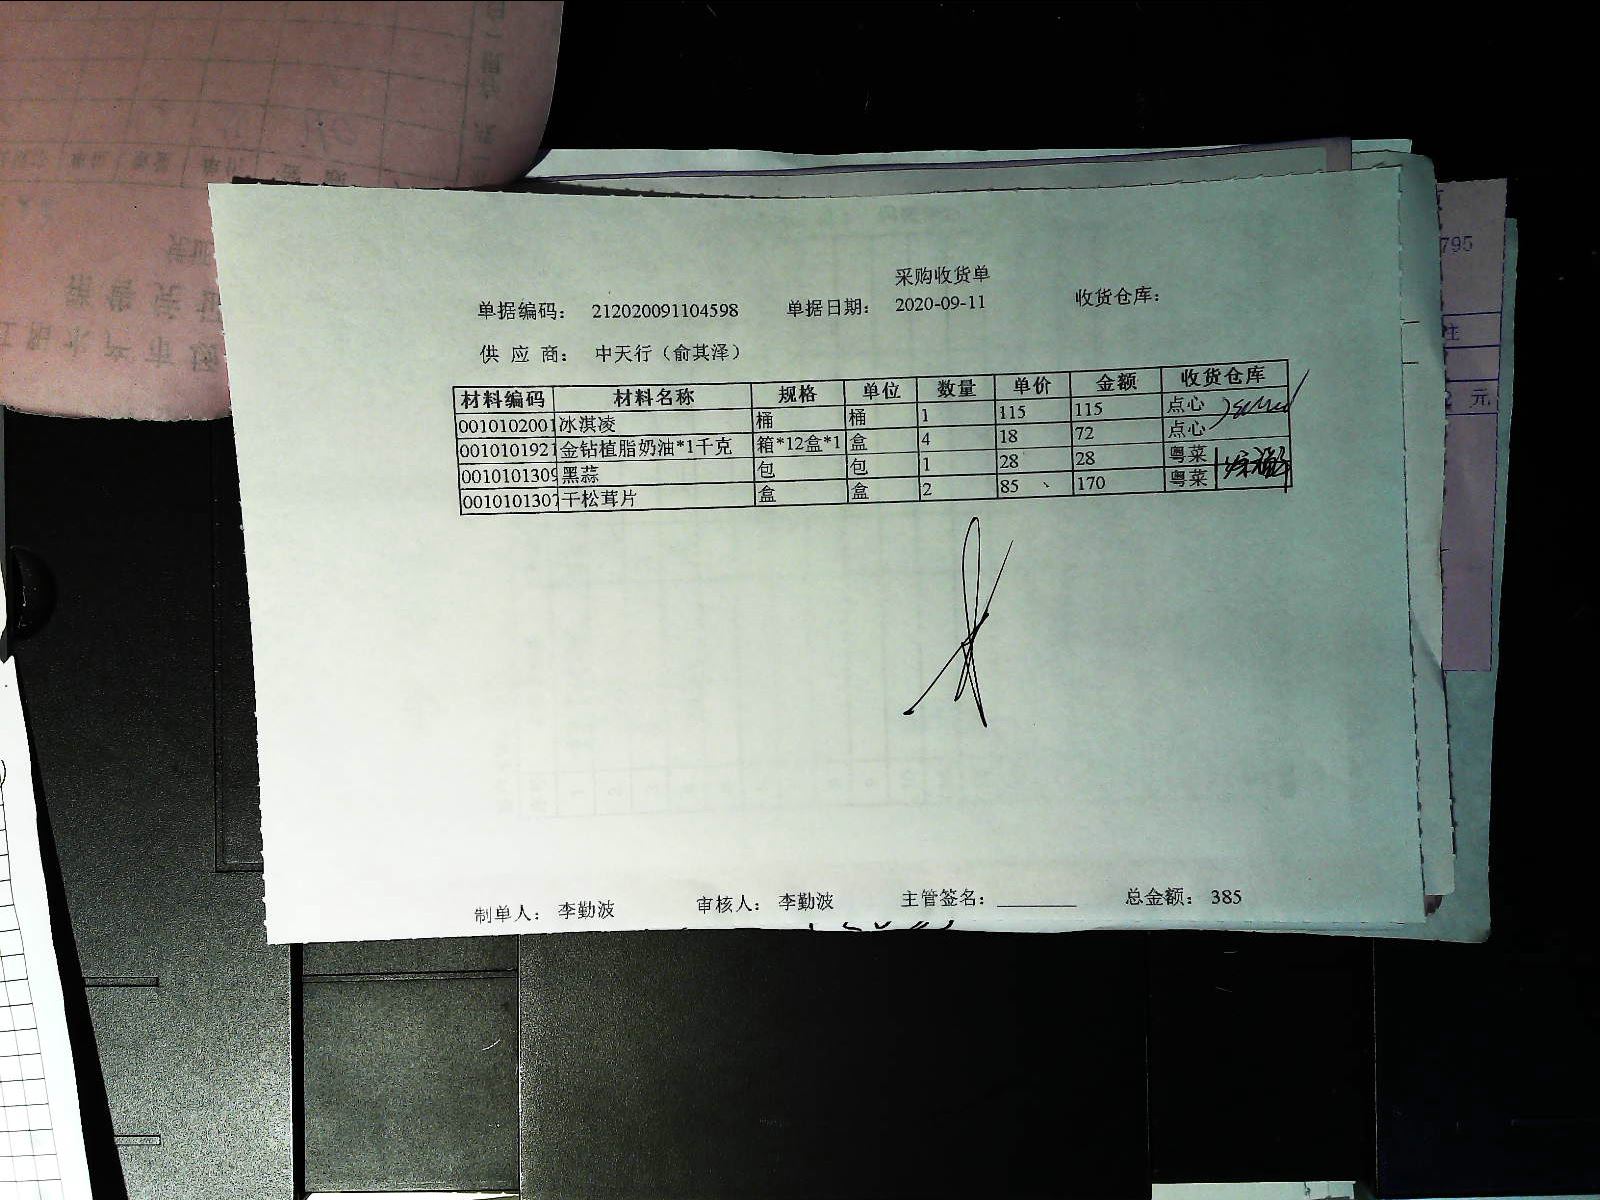 采购收货单
单据编码: 212020091104598 单据日期: 2020-09-11 收货仓库:
供 应 商: 中天行（俞其泽）
材料编码 材料名称 规格 单位 数量 单价 金额 收货仓库
0010102001 冰淇凌 桶 桶 1 115 115 点心
0010101921 金钻植脂奶油*1千克 箱*12盒*1 盒 4 18 72 点心
0010101309 黑蒜 包 包 1 28 28 粤菜
0010101307 干松茸片 盒 盒 2 85 170 粤菜
制单人: 李勤波 审核人: 李勤波 主管签名: 总金额: 385
795
注
元